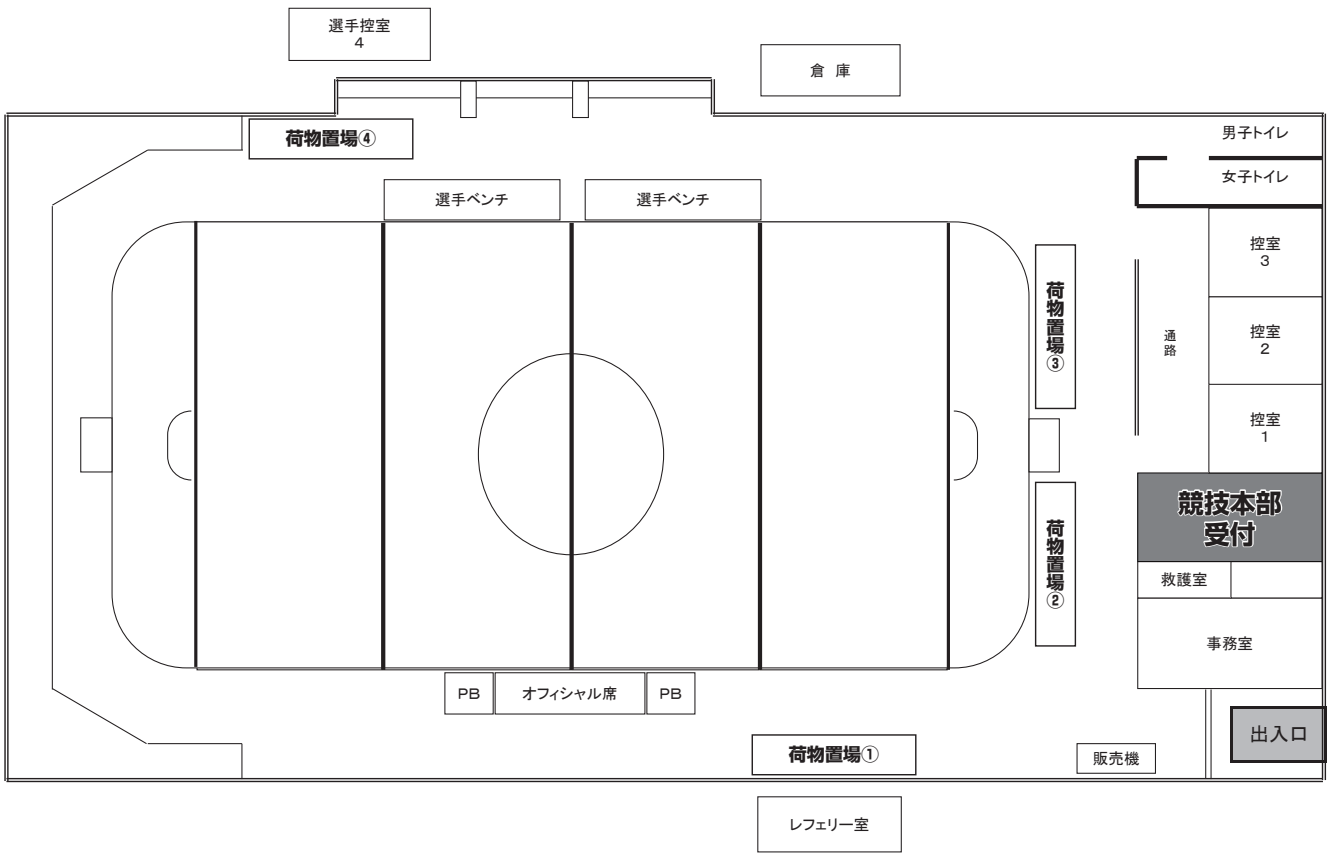 選手控室
4
倉 庫
男子トイレ
荷物置場④
女子トイレ
選手ベンチ
選手ベンチ
控室
3
荷物置場③
通路
控室
2
控室
1
競技本部
受付
荷物置場②
救護室
事務室
PB
オフィシャル席
PB
出入口
荷物置場①
販売機
レフェリー室